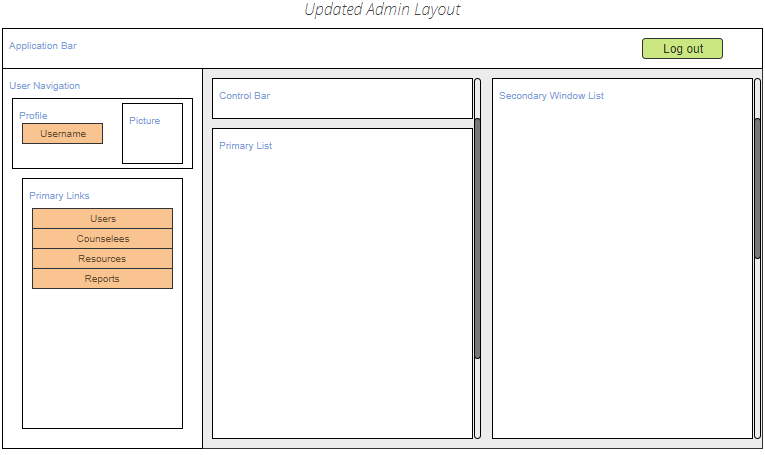 Updated Admin Layout
Application Bar
Log out
User Navigation
Profile
Username
Picture
Primary Links
Users
Counselees
Resources
Reports
Control Bar
Primary List
Secondary Window List